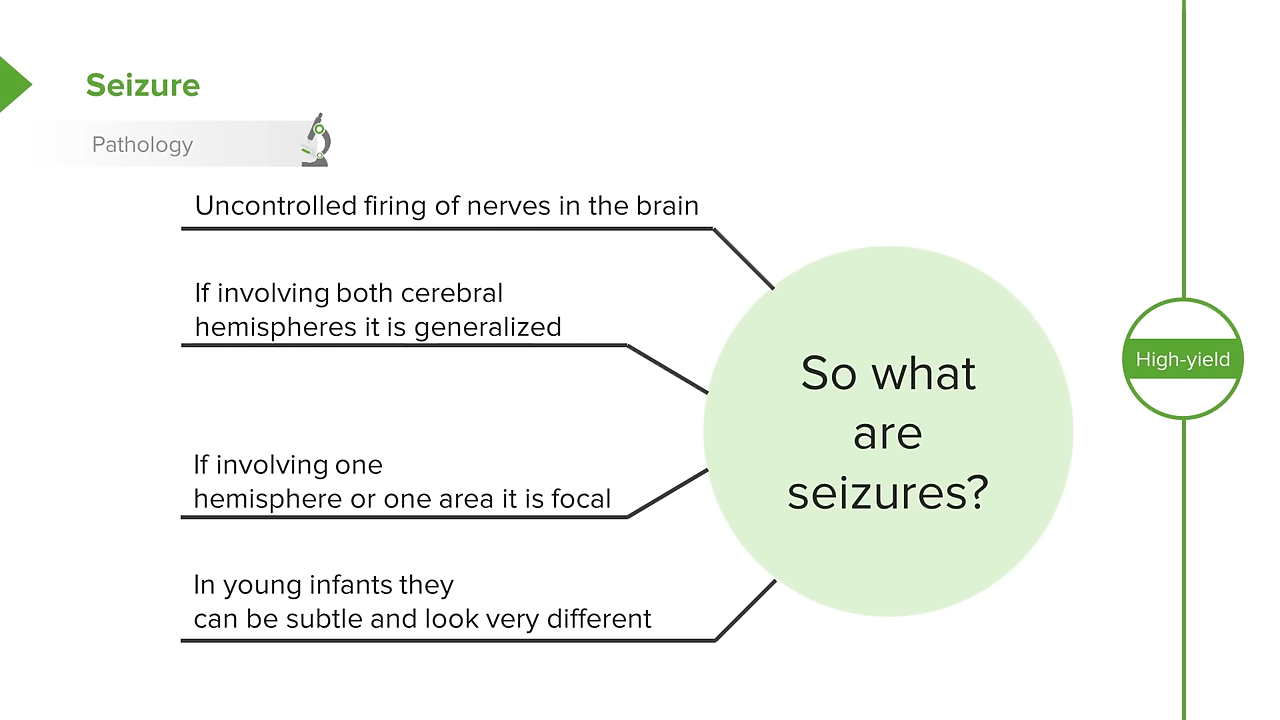 Seizure
Pathology
Uncontrolled firing of nerves in the brain
If involving both cerebral
hemispheres it is generalized
If involving one
hemisphere or one area it is focal
In young infants they
can be subtle and look very different
So what
are
seizures?
High-yield